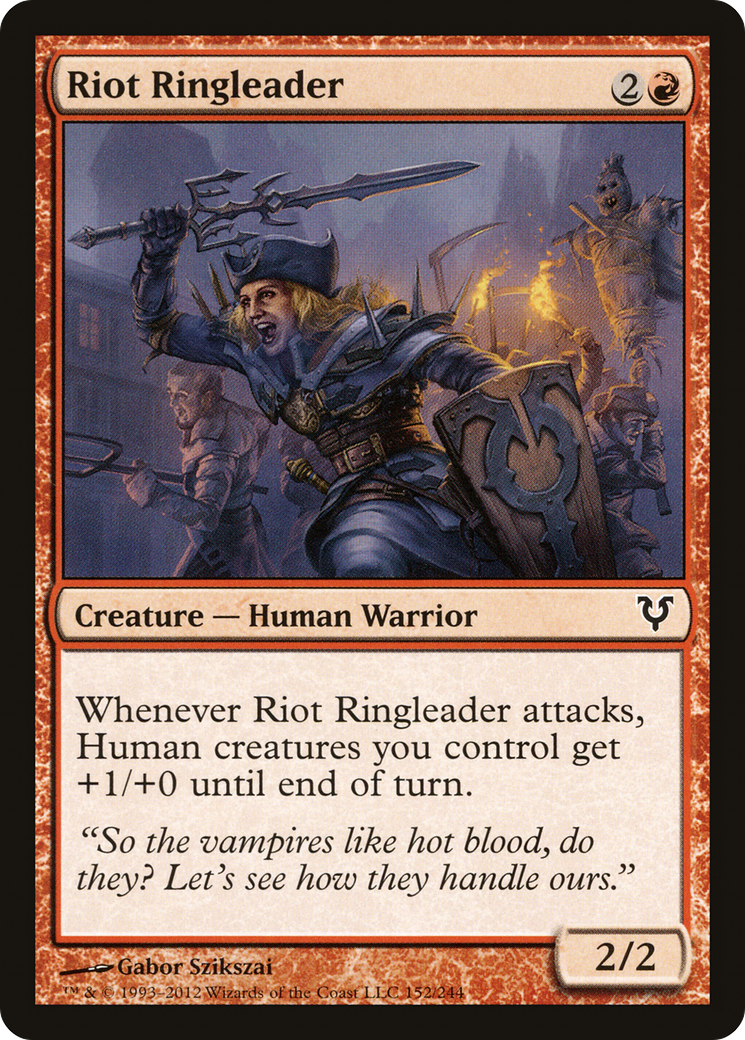 Riot Ringleader 2
Creature — Human Warrior
Whenever Riot Ringleader attacks,
Human creatures you control get
+1/+0 until end of turn.
“So the vampires like hot blood, do
they? Let’s see how they handle ours.”
2/2
Gabor Szikszai
™ & © 1993–2012 Wizards of the Coast LLC 152/244